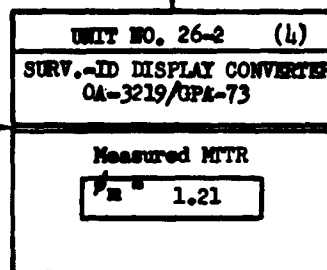 UNIT NO. 26-2 (4)
SURV.-ID DISPLAY CONVERTER
OA-3219/GPA-73
Measured MTTR
m = 1.21